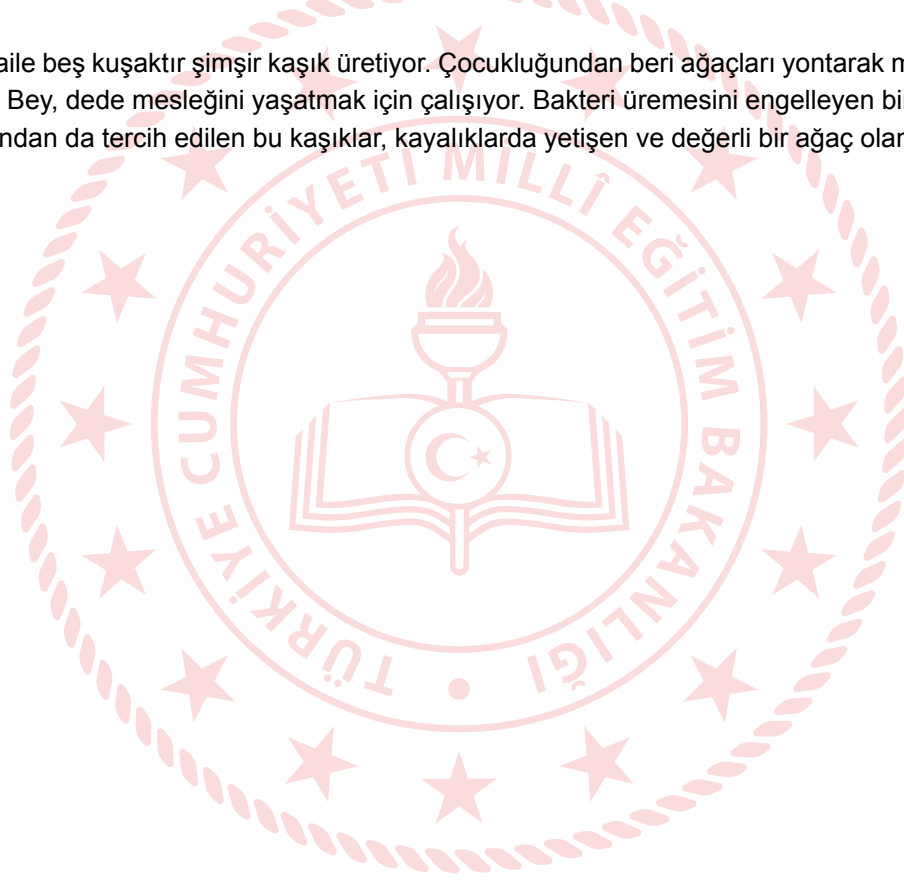 aile beş kuşaktır şimşir kaşık üretiyor. Çocukluğundan beri ağaçları yontarak
Bey, dede mesleğini yaşatmak için çalışıyor. Bakteri üremesini engelleyen
da tercih edilen bu kaşıklar, kayalıklarda yetişen ve değerli bir ağaç
TÜRKİYE CUMHURİYETİ MİLLÎ EĞİTİM BAKANLIĞI